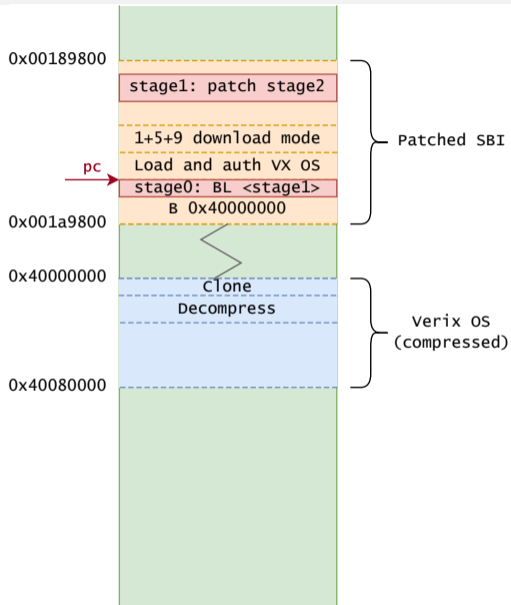 0x00189800
stage1: patch stage2
1+5+9 download mode
Patched SBI
Load and auth VX OS
pc
stage0: BL <stage1>
B 0x40000000
0x001a9800
0x40000000
Clone
Decompress
Verix OS
(compressed)
0x40080000